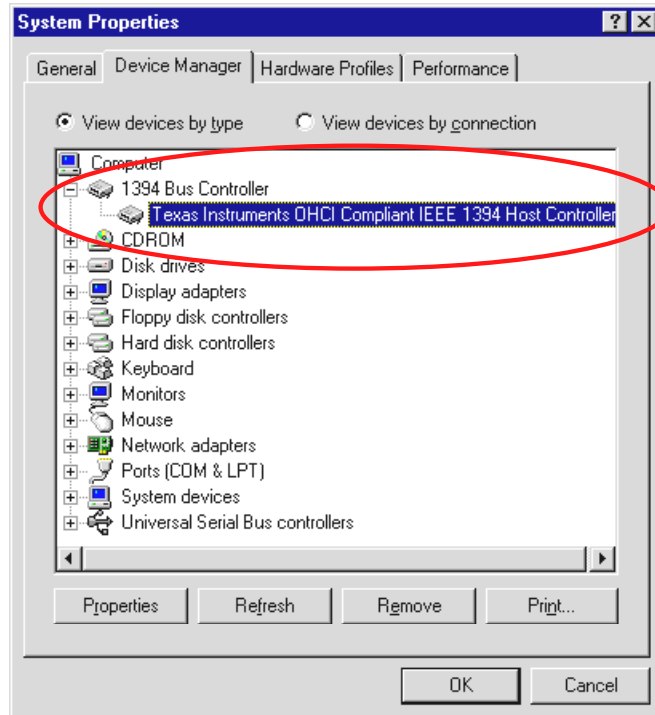 System Properties
General Device Manager Hardware Profiles Performance
View devices by type View devices by connection
Computer
1394 Bus Controller
Texas Instruments OHCI Compliant IEEE 1394 Host Controller
CDROM
Disk drives
Display adapters
Floppy disk controllers
Hard disk controllers
Keyboard
Monitors
Mouse
Network adapters
Ports (COM & LPT)
System devices
Universal Serial Bus controllers
Properties Refresh Remove Print...
OK Cancel